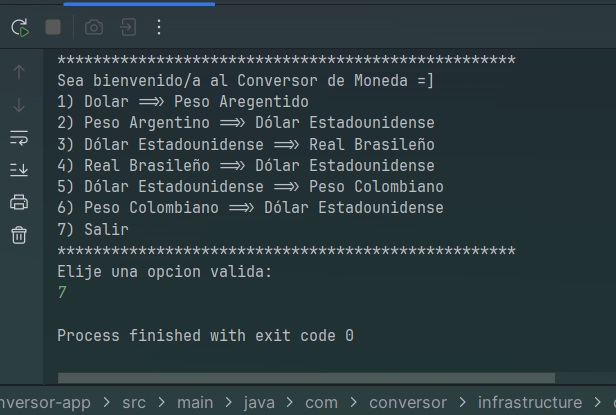 ***************************************************
Sea bienvenido/a al Conversor de Moneda =]
1) Dolar ==>> Peso Aregentido
2) Peso Argentino ==>> Dólar Estadounidense
3) Dólar Estadounidense ==>> Real Brasileño
4) Real Brasileño ==>> Dólar Estadounidense
5) Dólar Estadounidense ==>> Peso Colombiano
6) Peso Colombiano ==>> Dólar Estadounidense
7) Salir
***************************************************
Elije una opcion valida:
7
Process finished with exit code 0
nversor-app > src > main > java > com > conversor > infrastructure >